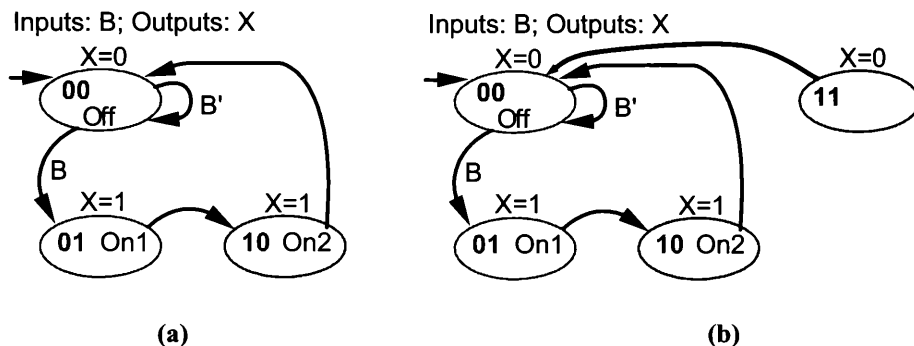 Inputs: B; Outputs: X
X=0
00
Off
B'
B
X=1
01 On1
X=1
10 On2
(a)
Inputs: B; Outputs: X
X=0
00
Off
B'
B
X=1
01 On1
X=1
10 On2
X=0
11
(b)